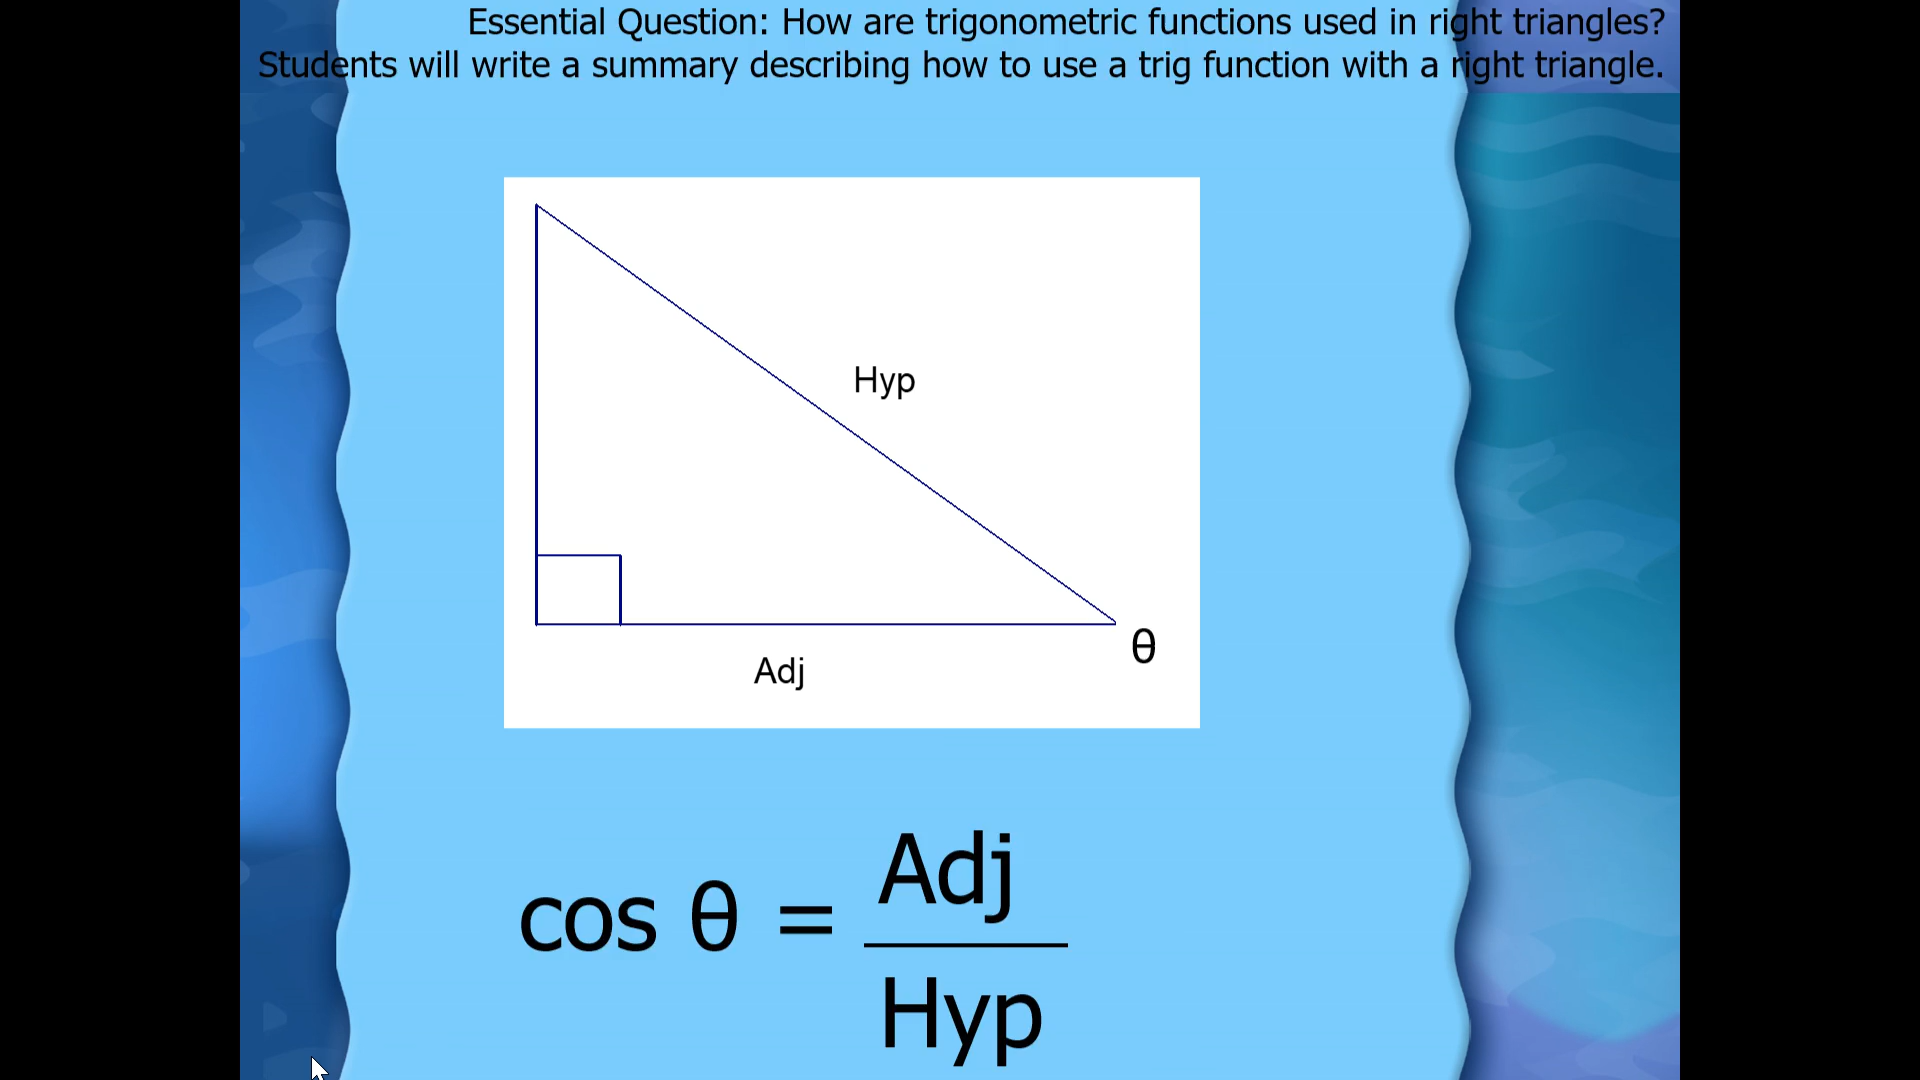 Essential Question: How are trigonometric functions used in right triangles?
Students will write a summary describing how to use a trig function with a right triangle.
Hyp
θ
Adj
cos θ = Adj
Hyp